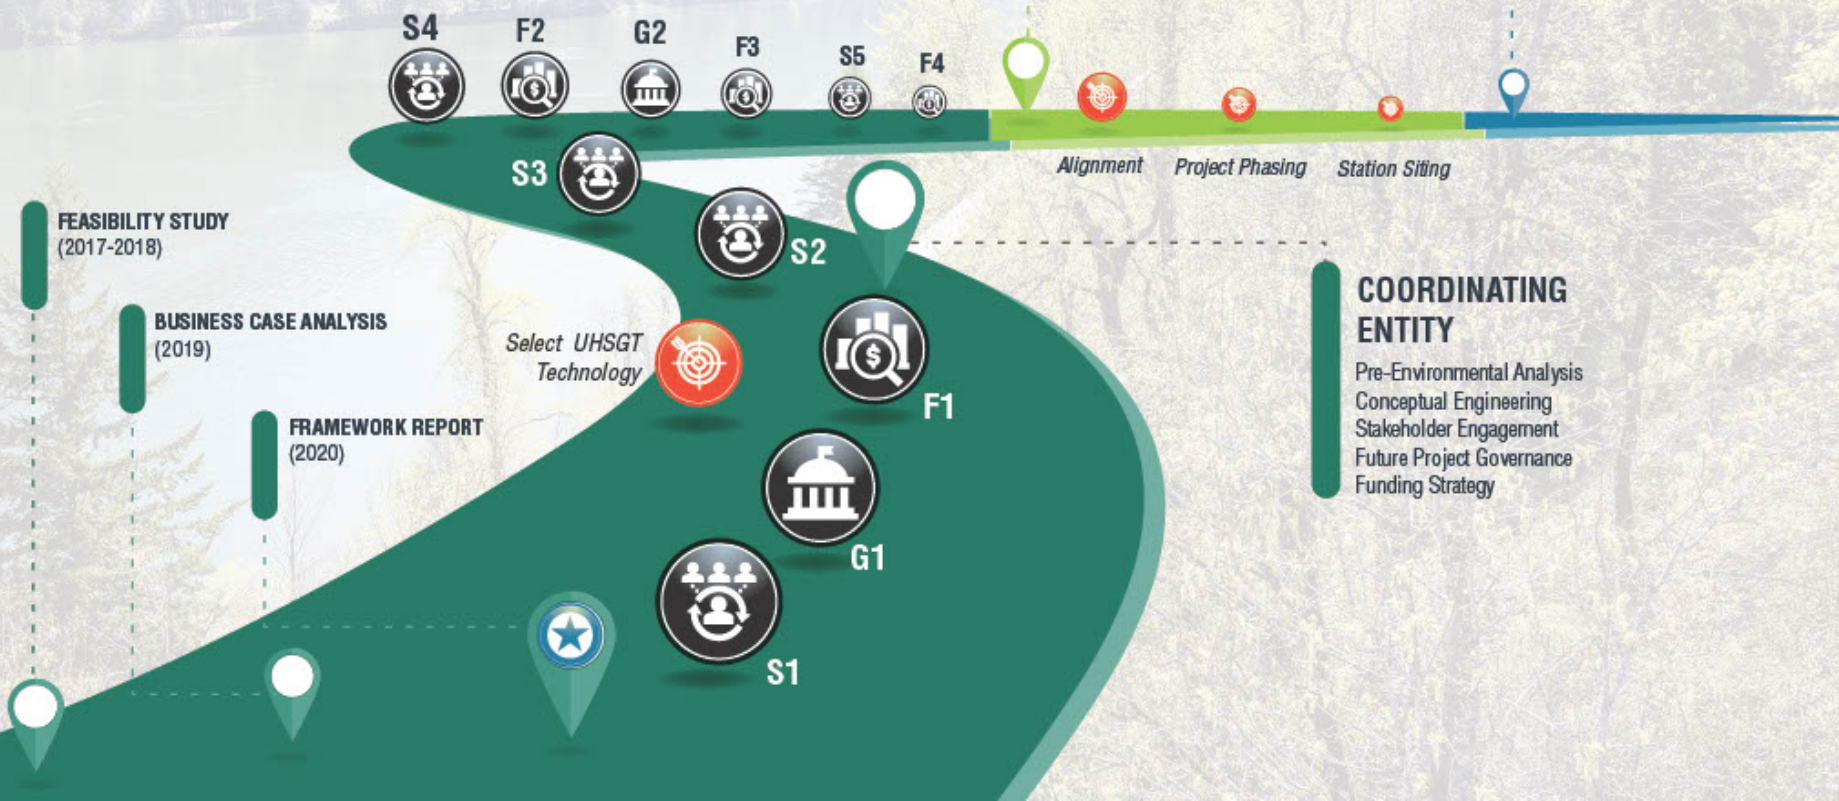 S4
F2
G2
F3
S5
F4
S3
S2
Alignment
Project Phasing
Station Siting
FEASIBILITY STUDY
(2017-2018)
BUSINESS CASE ANALYSIS
(2019)
FRAMEWORK REPORT
(2020)
Select UHSGT
Technology
F1
G1
S1
COORDINATING
ENTITY
Pre-Environmental Analysis
Conceptual Engineering
Stakeholder Engagement
Future Project Governance
Funding Strategy